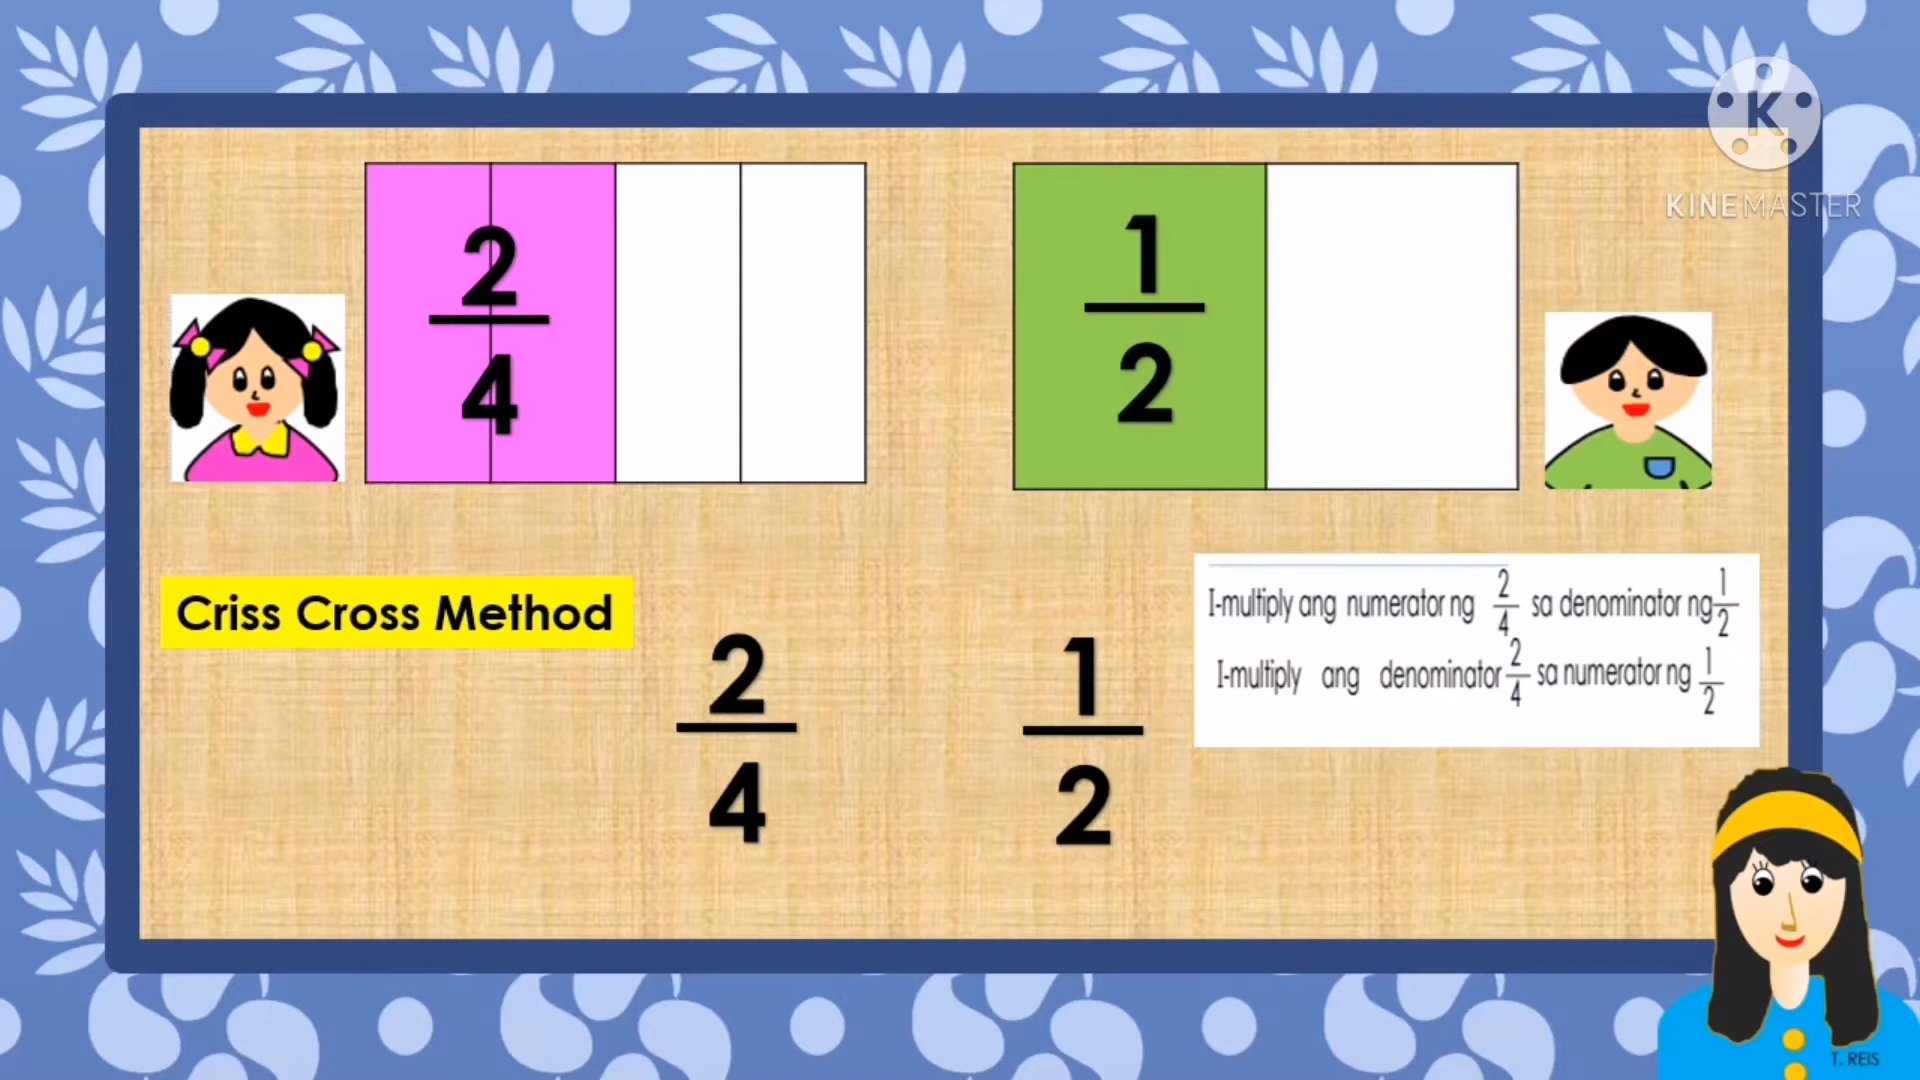 K
KINEMASTER
2
4
1
2
Criss Cross Method
2
4
1
2
I-multiply ang numerator ng 2/4 sa denominator ng 1/2
I-multiply ang denominator 2/4 sa numerator ng 1/2
T. REIS